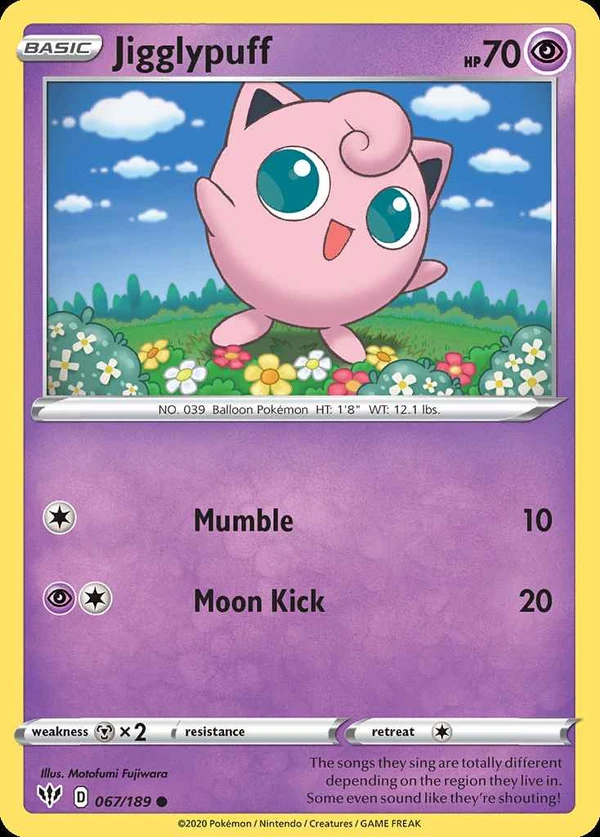 BASIC Jigglypuff HP 70
NO. 039 Balloon Pokémon HT: 1'8" WT: 12.1 lbs.
Mumble 10
Moon Kick 20
weakness ×2 resistance retreat
Illus. Motofumi Fujiwara
The songs they sing are totally different
depending on the region they live in.
Some even sound like they're shouting!
D 067/189
©2020 Pokémon / Nintendo / Creatures / GAME FREAK